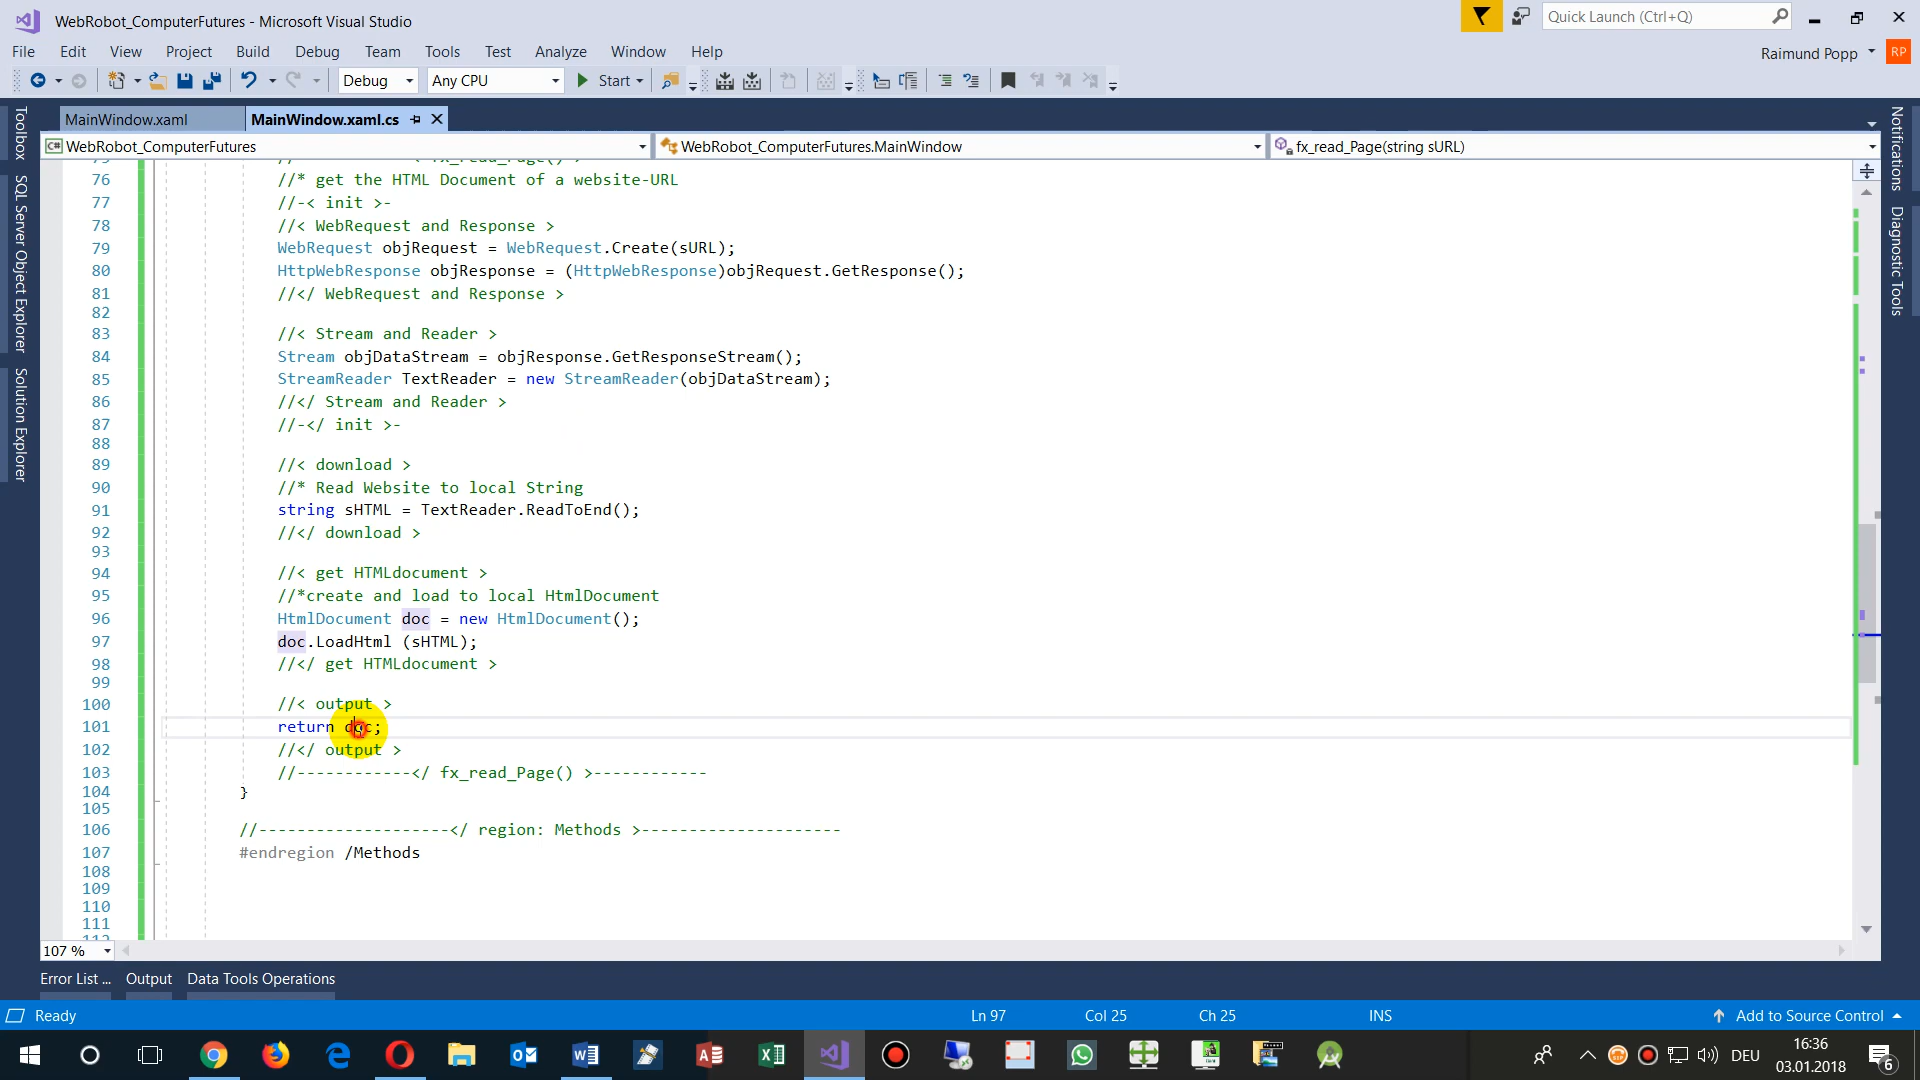 WebRobot_ComputerFutures - Microsoft Visual Studio
Quick Launch (Ctrl+Q)
File Edit View Project Build Debug Team Tools Test Analyze Window Help
Raimund Popp RP
Debug Any CPU Start
MainWindow.xaml MainWindow.xaml.cs
C# WebRobot_ComputerFutures WebRobot_ComputerFutures.MainWindow fx_read_Page(string sURL)
Toolbox
SQL Server Object Explorer
Solution Explorer
Notifications
Diagnostic Tools
76 //* get the HTML Document of a website-URL
77 //-< init >-
78 //< WebRequest and Response >
79 WebRequest objRequest = WebRequest.Create(sURL);
80 HttpWebResponse objResponse = (HttpWebResponse)objRequest.GetResponse();
81 //</ WebRequest and Response >
82
83 //< Stream and Reader >
84 Stream objDataStream = objResponse.GetResponseStream();
85 StreamReader TextReader = new StreamReader(objDataStream);
86 //</ Stream and Reader >
87 //-</ init >-
88
89 //< download >
90 //* Read Website to local String
91 string sHTML = TextReader.ReadToEnd();
92 //</ download >
93
94 //< get HTMLdocument >
95 //*create and load to local HtmlDocument
96 HtmlDocument doc = new HtmlDocument();
97 doc.LoadHtml (sHTML);
98 //</ get HTMLdocument >
99
100 //< output >
101 return doc;
102 //</ output >
103 //------------</ fx_read_Page() >------------
104 }
105
106 //--------------------</ region: Methods >---------------------
107 #endregion /Methods
108
109
110
111
107 %
Error List ... Output Data Tools Operations
Ready Ln 97 Col 25 Ch 25 INS Add to Source Control
DEU 16:36
03.01.2018
6